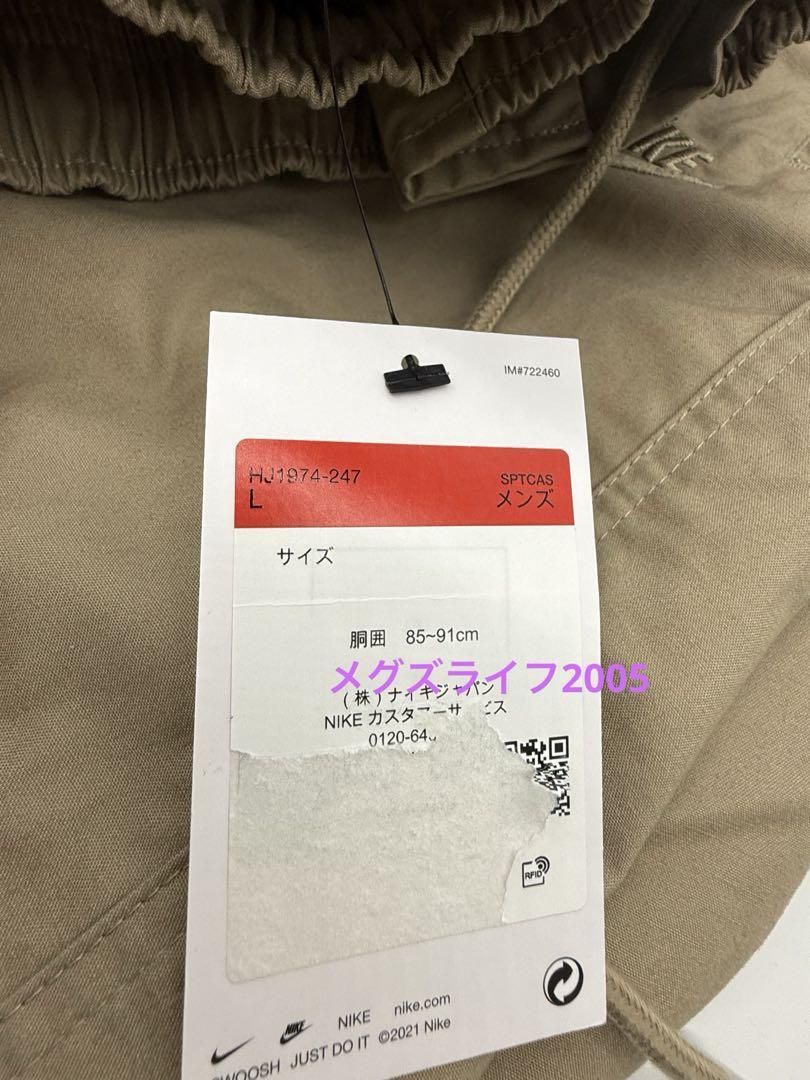 IM#722460
HJ1974-247
SPTCAS
L
メンズ
サイズ
胴囲 85~91cm
メグズライフ2005
(株)ナイキジャパン
NIKE カスタマーサービス
0120-64
RFID
NIKE nike.com
SWOOSH JUST DO IT ©2021 Nike